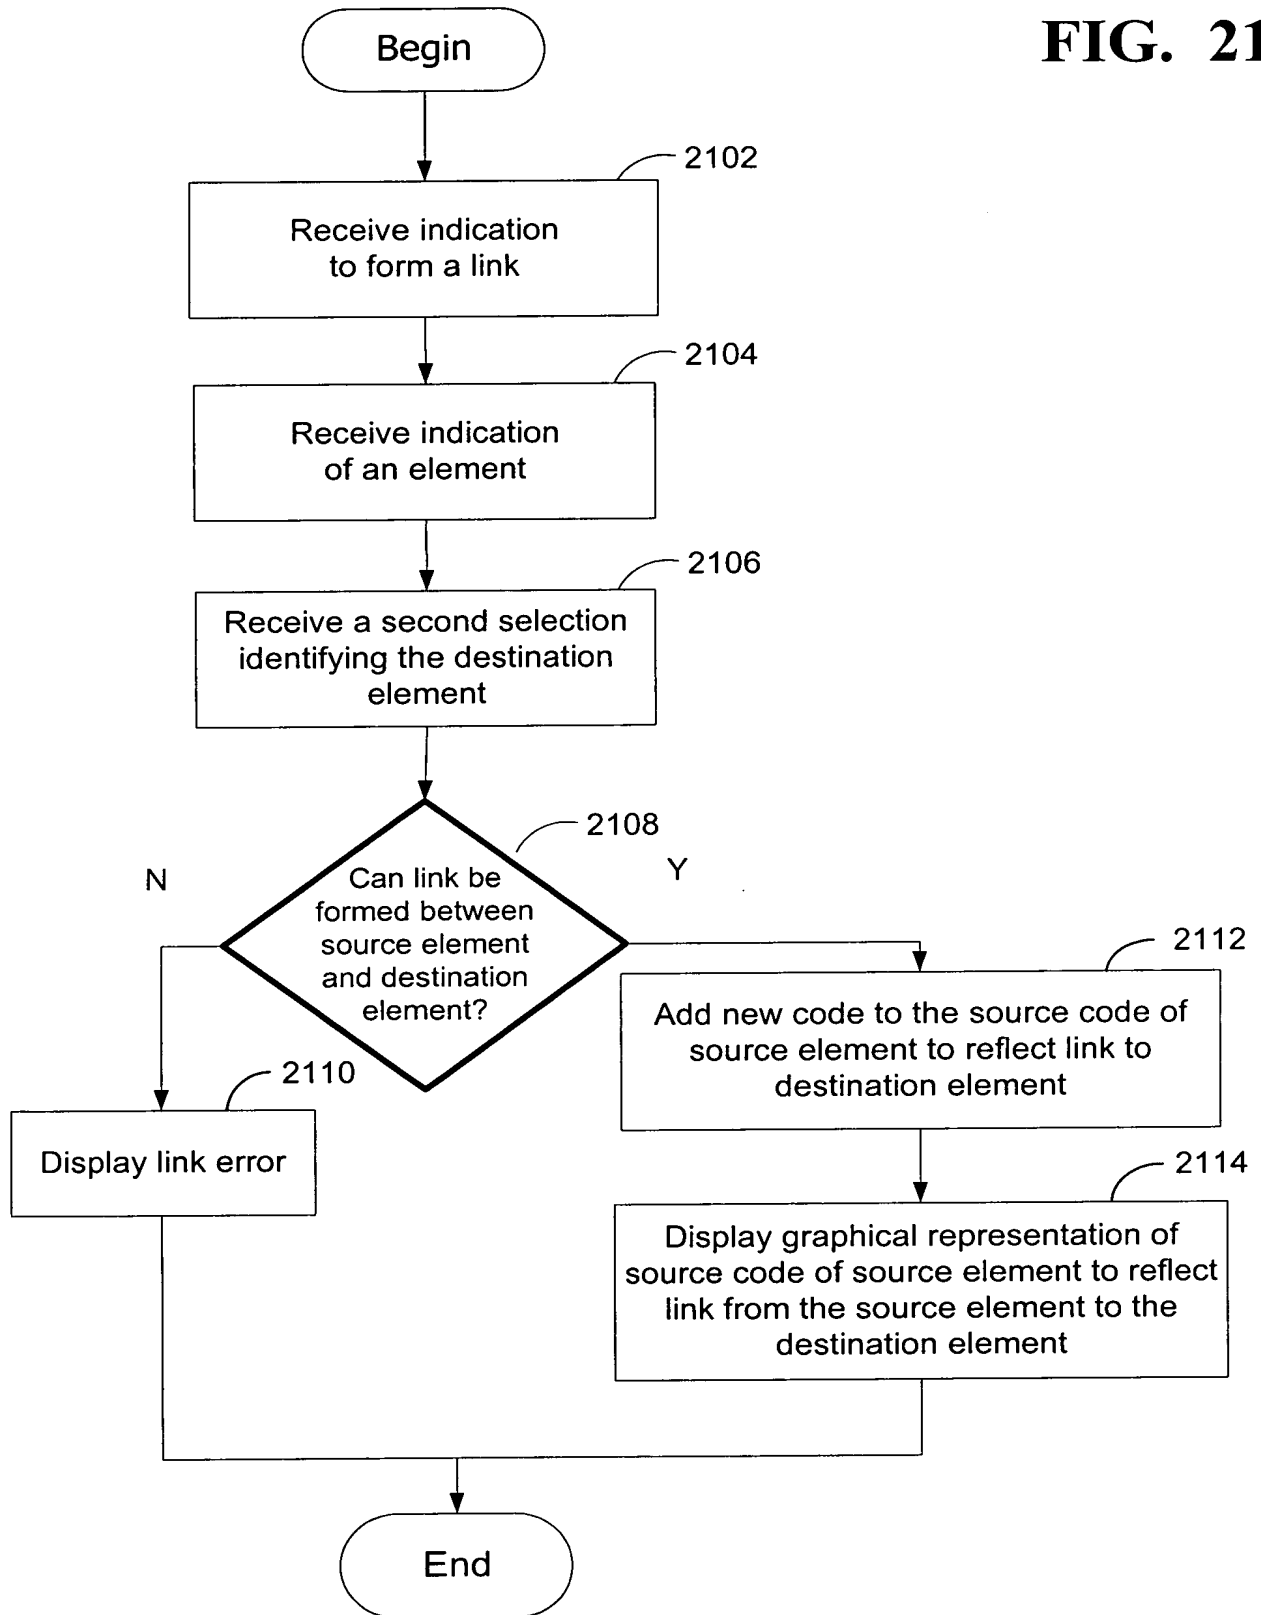 Begin
FIG. 21
2102
Receive indication
to form a link
2104
Receive indication
of an element
2106
Receive a second selection
identifying the destination
element
2108
N
Y
Can link be
formed between
source element
and destination
element?
2112
Add new code to the source code of
source element to reflect link to
destination element
2110
Display link error
2114
Display graphical representation of
source code of source element to reflect
link from the source element to the
destination element
End